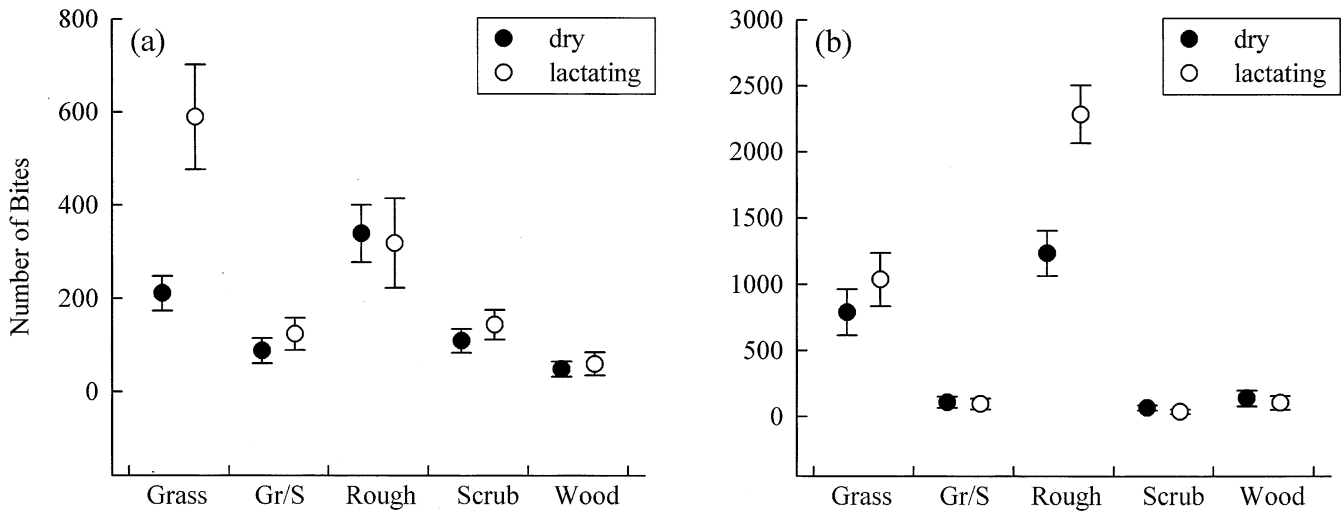 (a)
dry
lactating
Number of Bites
800
600
400
200
0
Grass Gr/S Rough Scrub Wood
(b)
dry
lactating
3000
2500
2000
1500
1000
500
0
Grass Gr/S Rough Scrub Wood